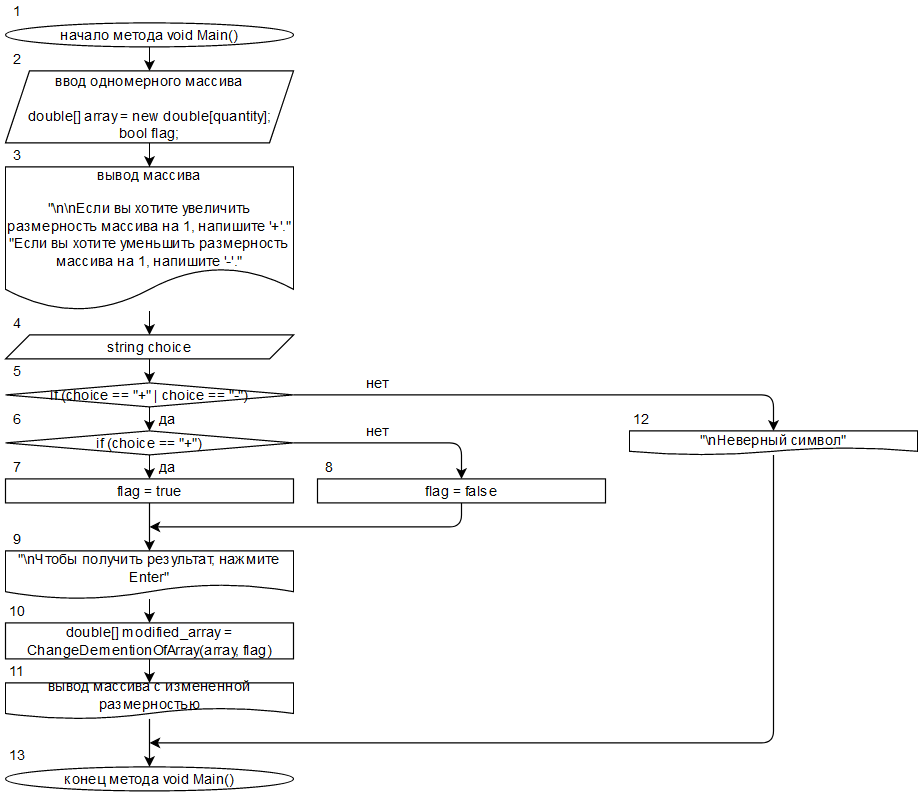 1
начало метода void Main()
2
ввод одномерного массива
double[] array = new double[quantity];
bool flag;
3
вывод массива
"\n\nЕсли вы хотите увеличить
размерность массива на 1, напишите '+'."
"Если вы хотите уменьшить размерность
массива на 1, напишите '-'."
4
string choice
5
if (choice == "+" | choice == "-")
нет
6
да
if (choice == "+")
нет
12
"\nНеверный символ"
7
да
flag = true
8
flag = false
9
"\nЧтобы получить результат, нажмите
Enter"
10
double[] modified_array =
ChangeDementionOfArray(array, flag)
11
вывод массива с измененной
размерностью
13
конец метода void Main()